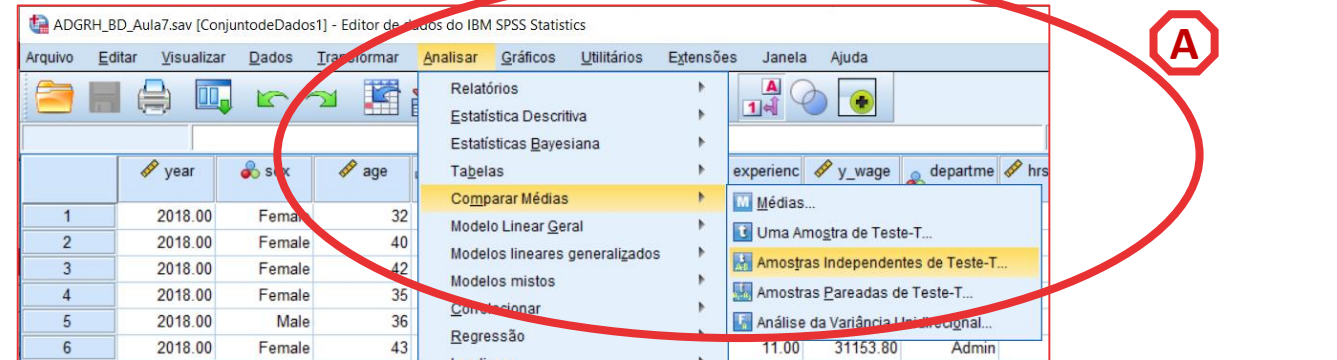 ADGRH_BD_Aula7.sav [ConjuntodeDados1] - Editor de dados do IBM SPSS Statistics
A
Arquivo Editar Visualizar Dados Transformar Analisar Gráficos Utilitários Extensões Janela Ajuda
Relatórios
A
1
Estatística Descritiva
Estatísticas Bayesiana
year sex age Tabelas experienc y_wage departme hrs
Comparar Médias Médias...
1 2018.00 Female 32 Modelo Linear Geral Uma Amostra de Teste-T...
2 2018.00 Female 40 Modelos lineares generalizados
3 2018.00 Female 42 Amostras Independentes de Teste-T...
Modelos mistos
4 2018.00 Female 35 Correlacionar Amostras Pareadas de Teste-T...
5 2018.00 Male 36 Regressão Análise da Variância Unidirecional...
6 2018.00 Female 43 11.00 31153.80 Admin